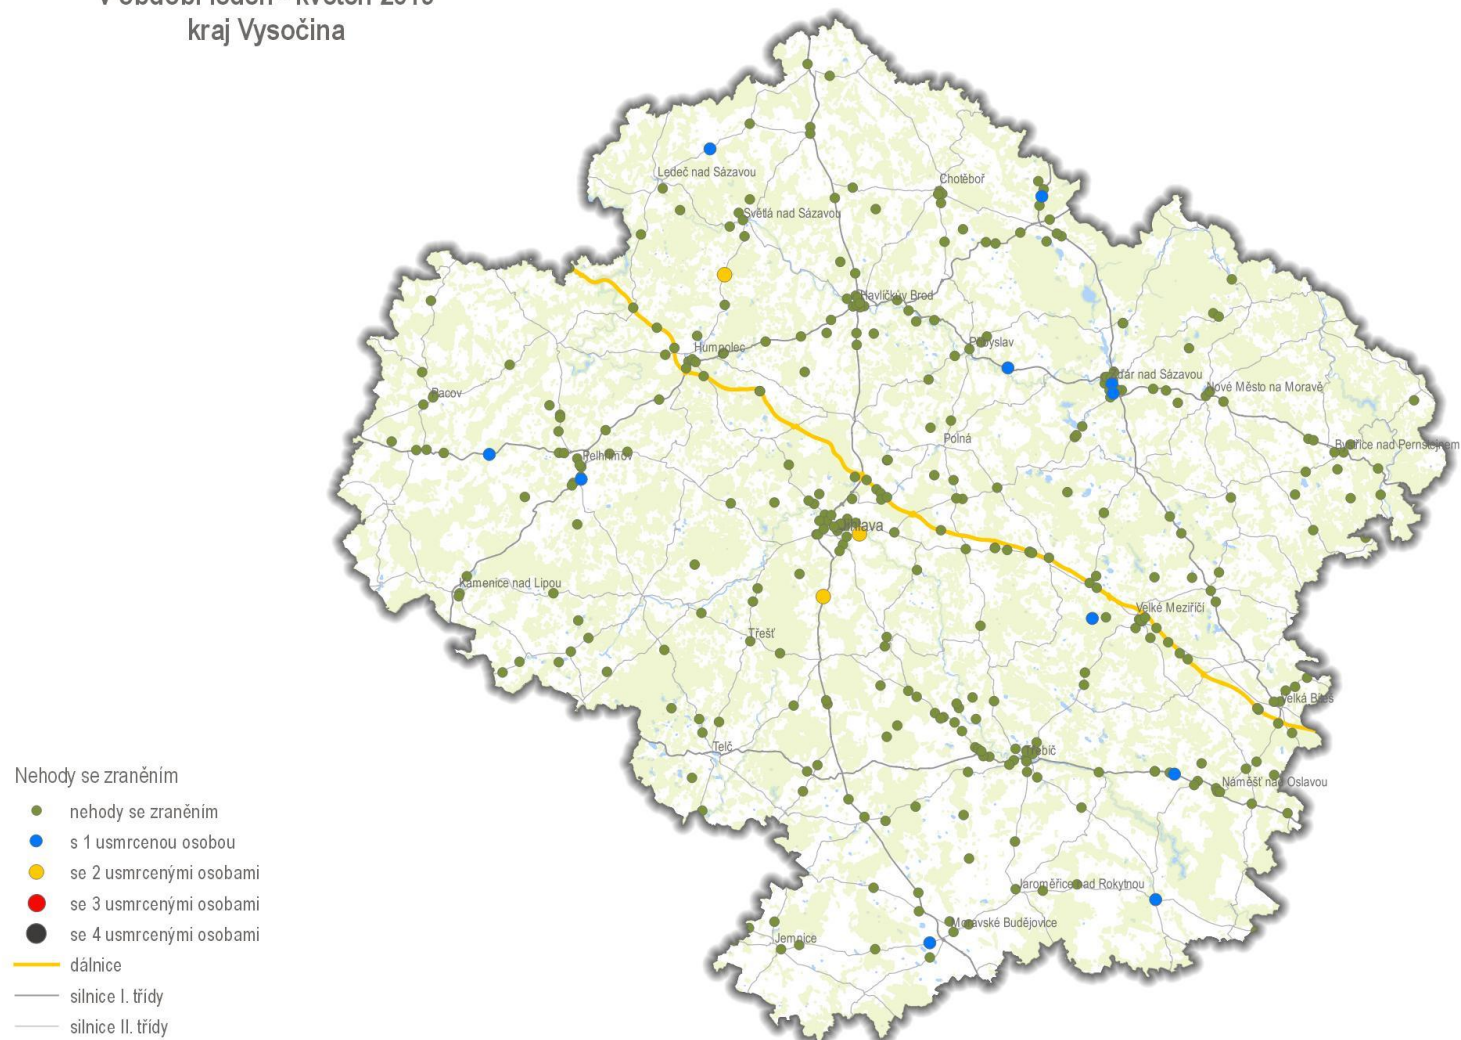 kraj Vysočina
Ledeč nad Sázavou
Chotěboř
Světlá nad Sázavou
Havlíčkův Brod
Humpolec
Přibyslav
Žďár nad Sázavou
Nové Město na Moravě
Pacov
Polná
Bystřice nad Pernštejnem
Pelhřimov
Jihlava
Kamenice nad Lipou
Velké Meziříčí
Třešť
Velká Bíteš
Telč
Třebíč
Náměšť nad Oslavou
Jaroměřice nad Rokytnou
Moravské Budějovice
Jemnice
Nehody se zraněním
nehody se zraněním
s 1 usmrcenou osobou
se 2 usmrcenými osobami
se 3 usmrcenými osobami
se 4 usmrcenými osobami
dálnice
silnice I. třídy
silnice II. třídy